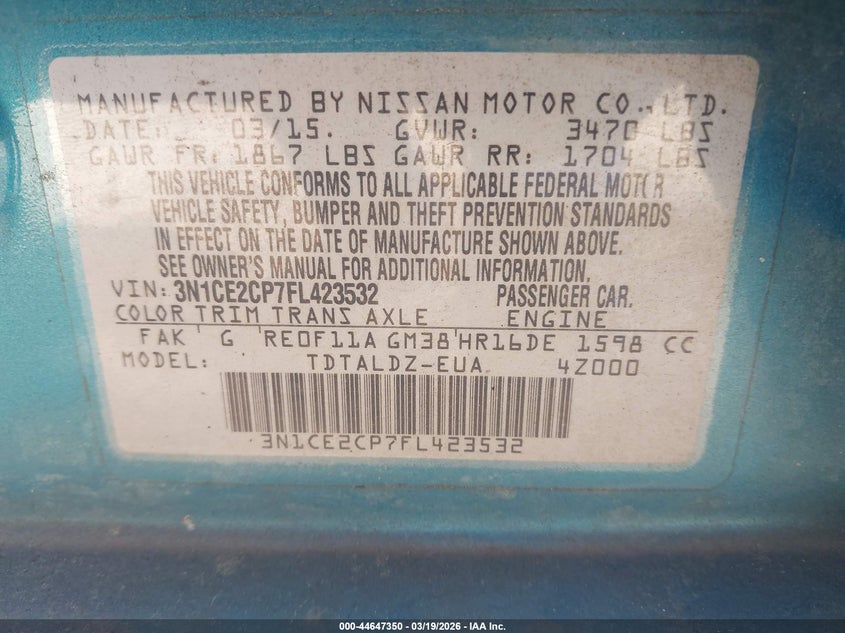 MANUFACTURED BY NISSAN MOTOR CO., LTD.
DATE: 03/15. GVWR: 3470 LBS
GAWR FR: 1867 LBS GAWR RR: 1704 LBS
THIS VEHICLE CONFORMS TO ALL APPLICABLE FEDERAL MOTOR
VEHICLE SAFETY, BUMPER AND THEFT PREVENTION STANDARDS
IN EFFECT ON THE DATE OF MANUFACTURE SHOWN ABOVE.
SEE OWNER'S MANUAL FOR ADDITIONAL INFORMATION.
VIN: 3N1CE2CP7FL423532 PASSENGER CAR.
COLOR TRIM TRANS AXLE ENGINE
FAK G RE0F11A GM38 HR16DE 1598 CC
MODEL: TDTALDZ-EUA 4Z000
3N1CE2CP7FL423532
000-44647350 | 03/19/2026 | IAA Inc.